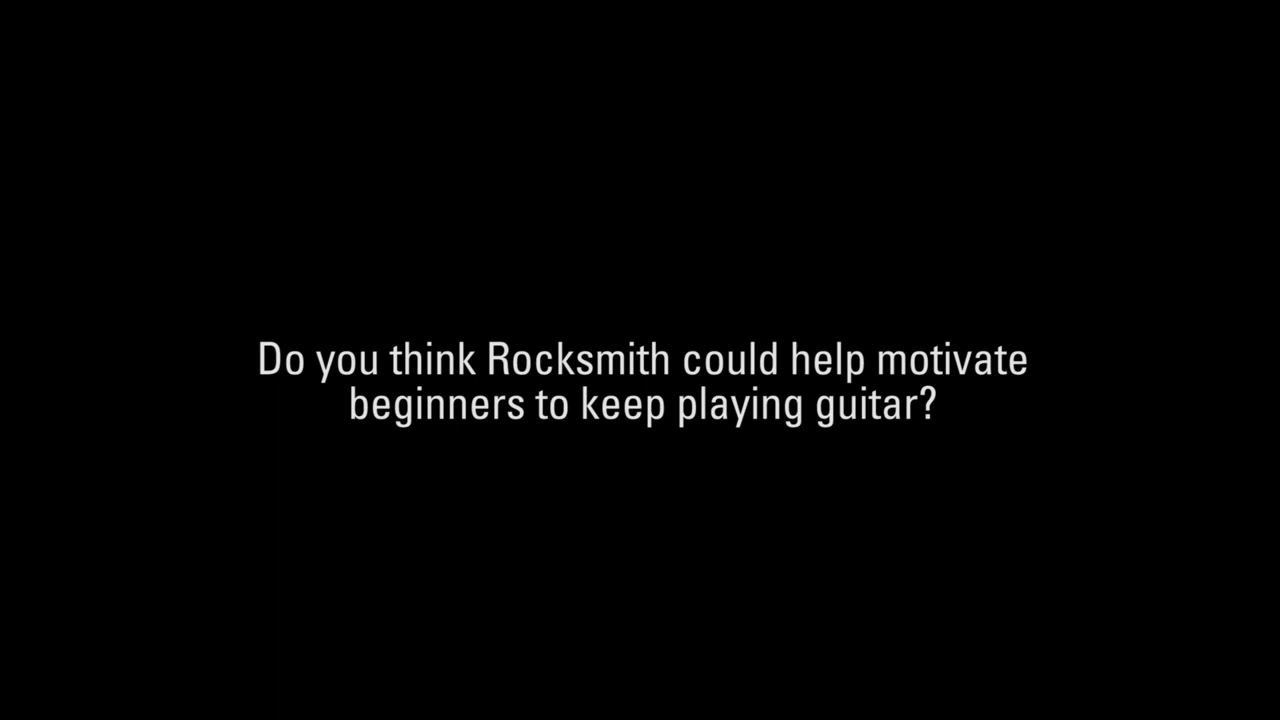 Do you think Rocksmith could help motivate
beginners to keep playing guitar?